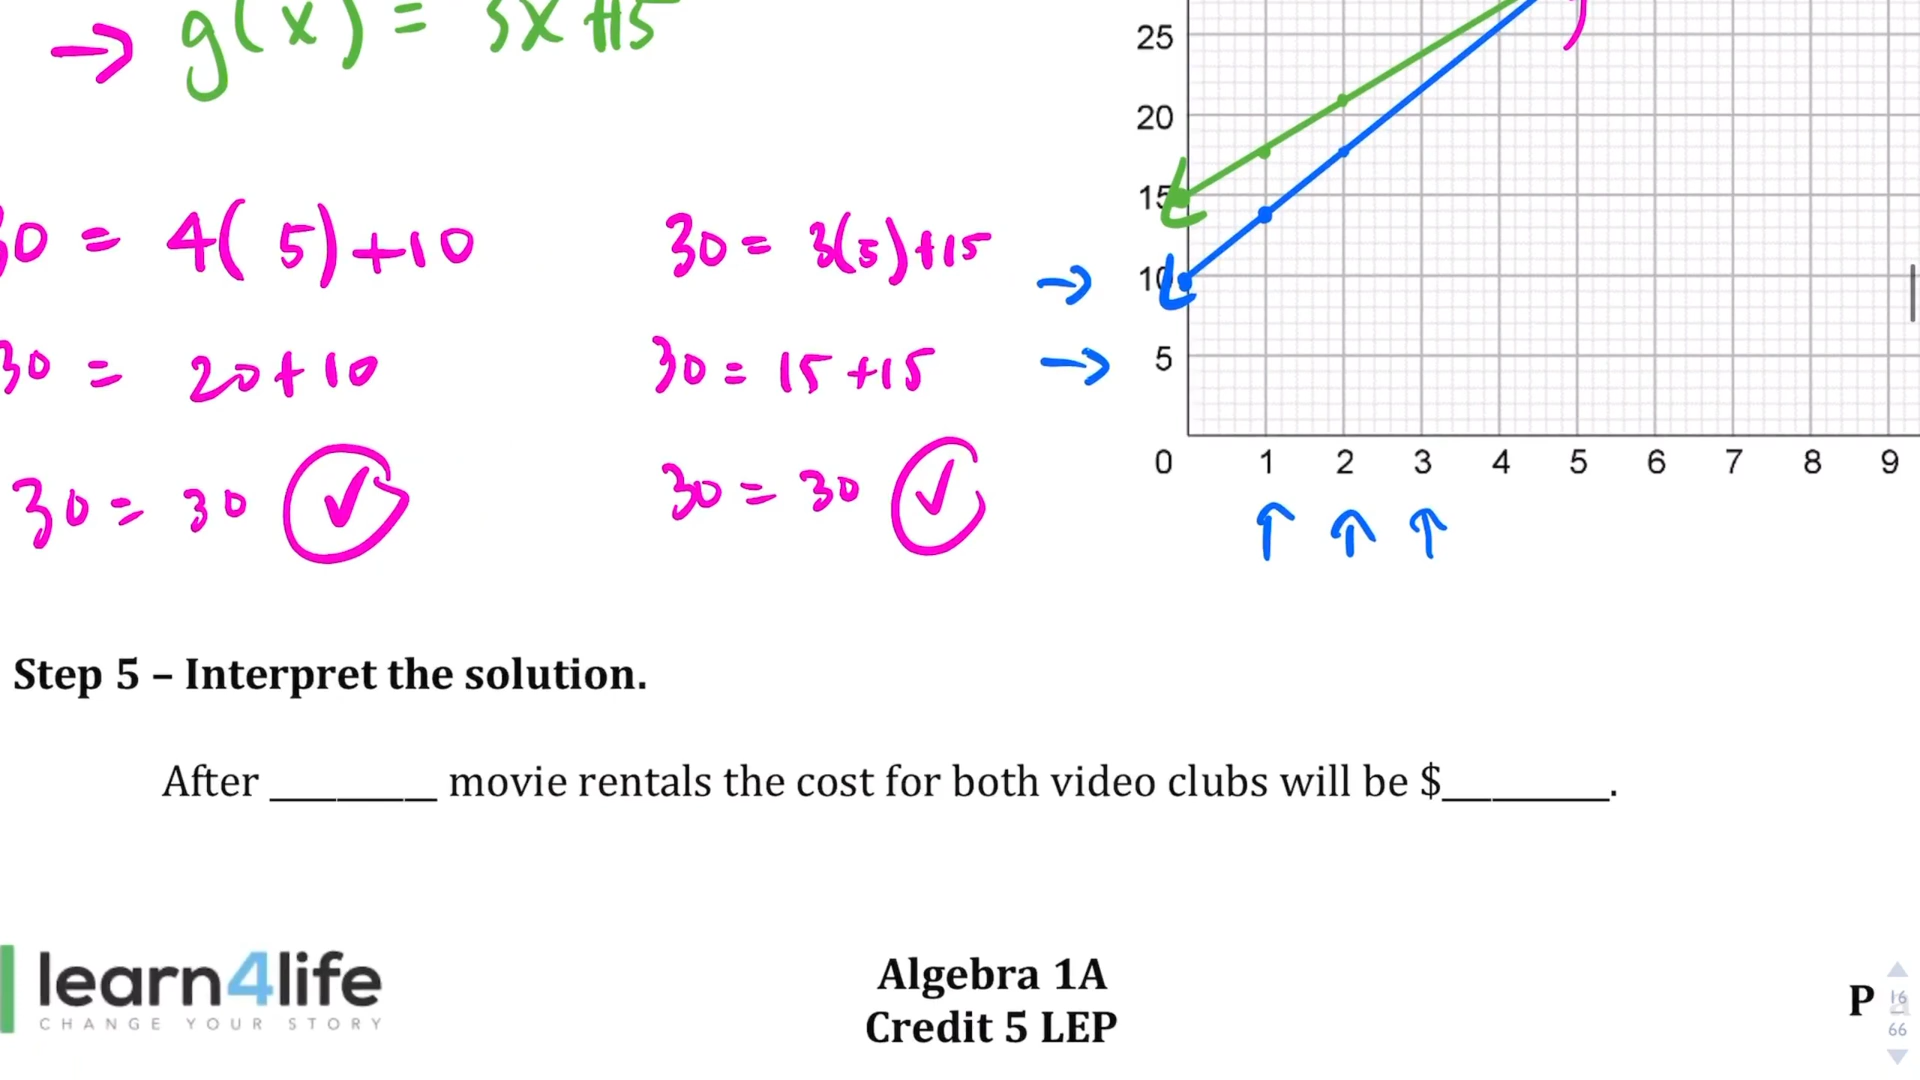 → g(x) = 3x+15
30 = 4(5)+10
30 = 20+10
30 = 30 ✓
30 = 3(5)+15
30 = 15+15
30 = 30 ✓
25
20
15
10
5
0 1 2 3 4 5 6 7 8 9
Step 5 – Interpret the solution.
After ________ movie rentals the cost for both video clubs will be $________.
learn4life
CHANGE YOUR STORY
Algebra 1A
Credit 5 LEP
P
16
66